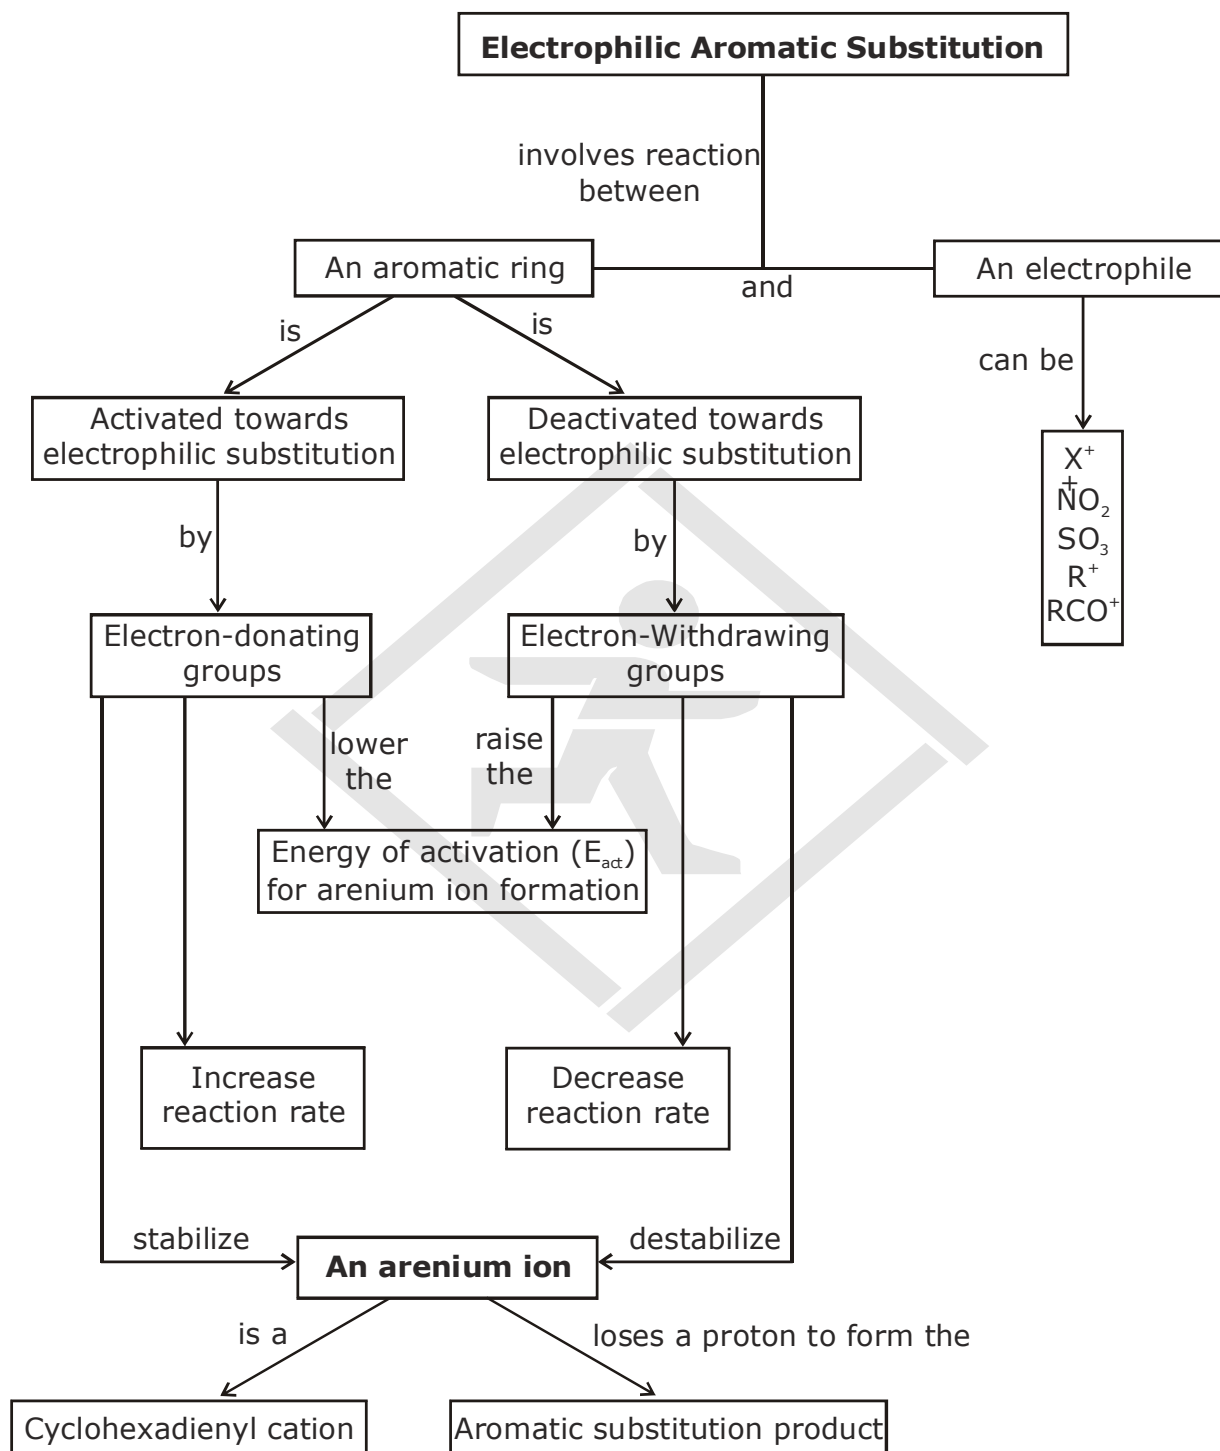 Electrophilic Aromatic Substitution
involves reaction
between
An aromatic ring
and
An electrophile
is
is
can be
Activated towards
electrophilic substitution
Deactivated towards
electrophilic substitution
X⁺
+
NO₂
SO₃
R⁺
RCO⁺
by
by
Electron-donating
groups
Electron-Withdrawing
groups
lower
the
raise
the
Energy of activation (Eact)
for arenium ion formation
Increase
reaction rate
Decrease
reaction rate
stabilize
destabilize
An arenium ion
is a
loses a proton to form the
Cyclohexadienyl cation
Aromatic substitution product